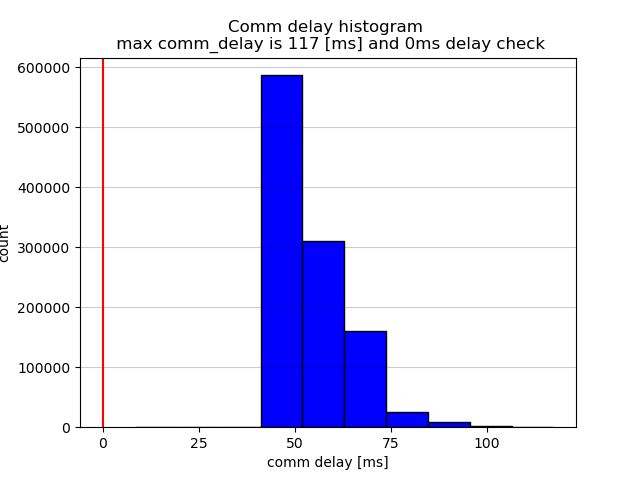 Comm delay histogram
max comm_delay is 117 [ms] and 0ms delay check
600000
500000
400000
300000
200000
100000
0
count
0 25 50 75 100
comm delay [ms]